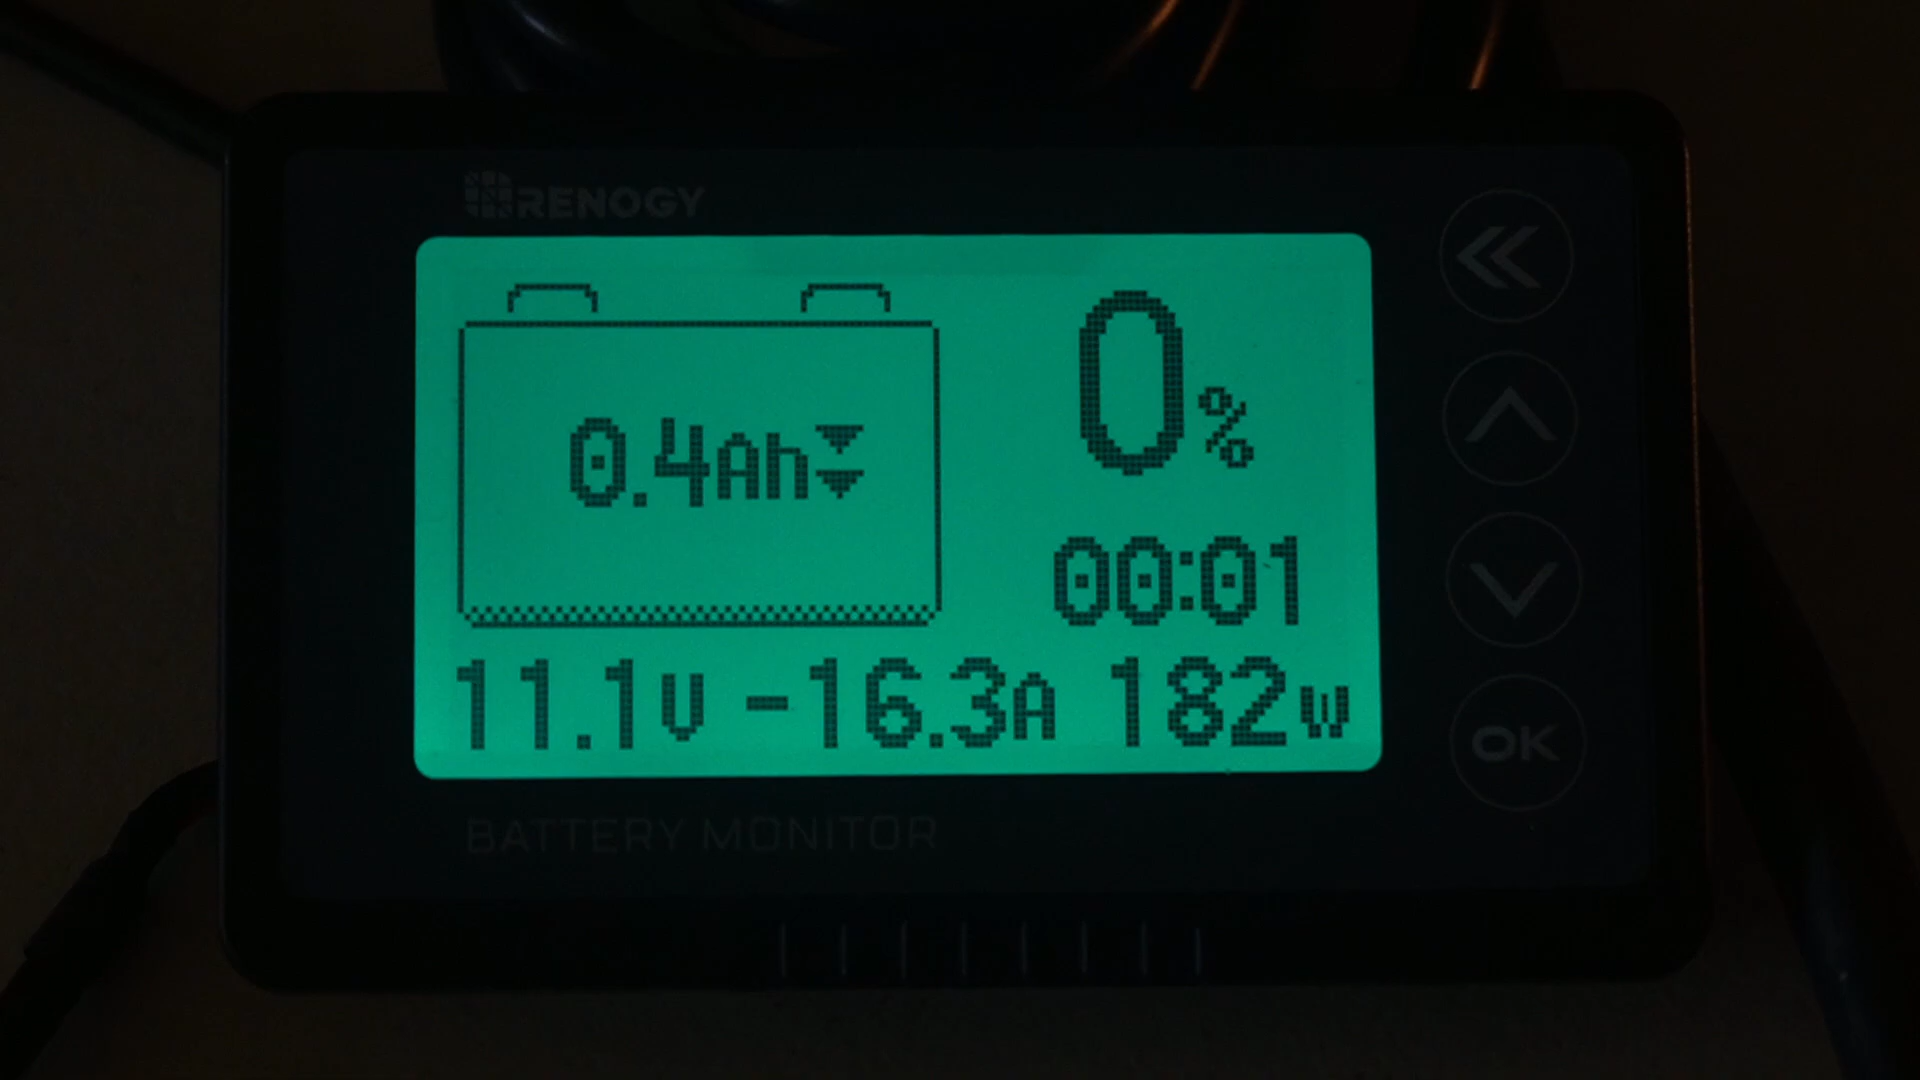 RENOGY
0.4Ah
0%
00:01
11.1V -16.3A 182W
OK
BATTERY MONITOR